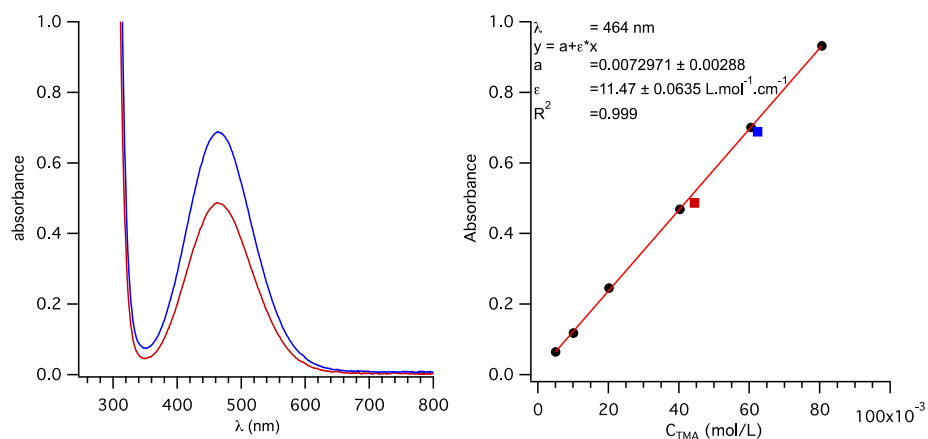 1.0
0.8
0.6
0.4
0.2
0.0
absorbance
300 400 500 600 700 800
λ (nm)
1.0
0.8
0.6
0.4
0.2
0.0
Absorbance
λ = 464 nm
y = a+ε*x
a =0.0072971 ± 0.00288
ε =11.47 ± 0.0635 L.mol⁻¹.cm⁻¹
R² =0.999
0 20 40 60 80 100x10⁻³
C_TMA (mol/L)